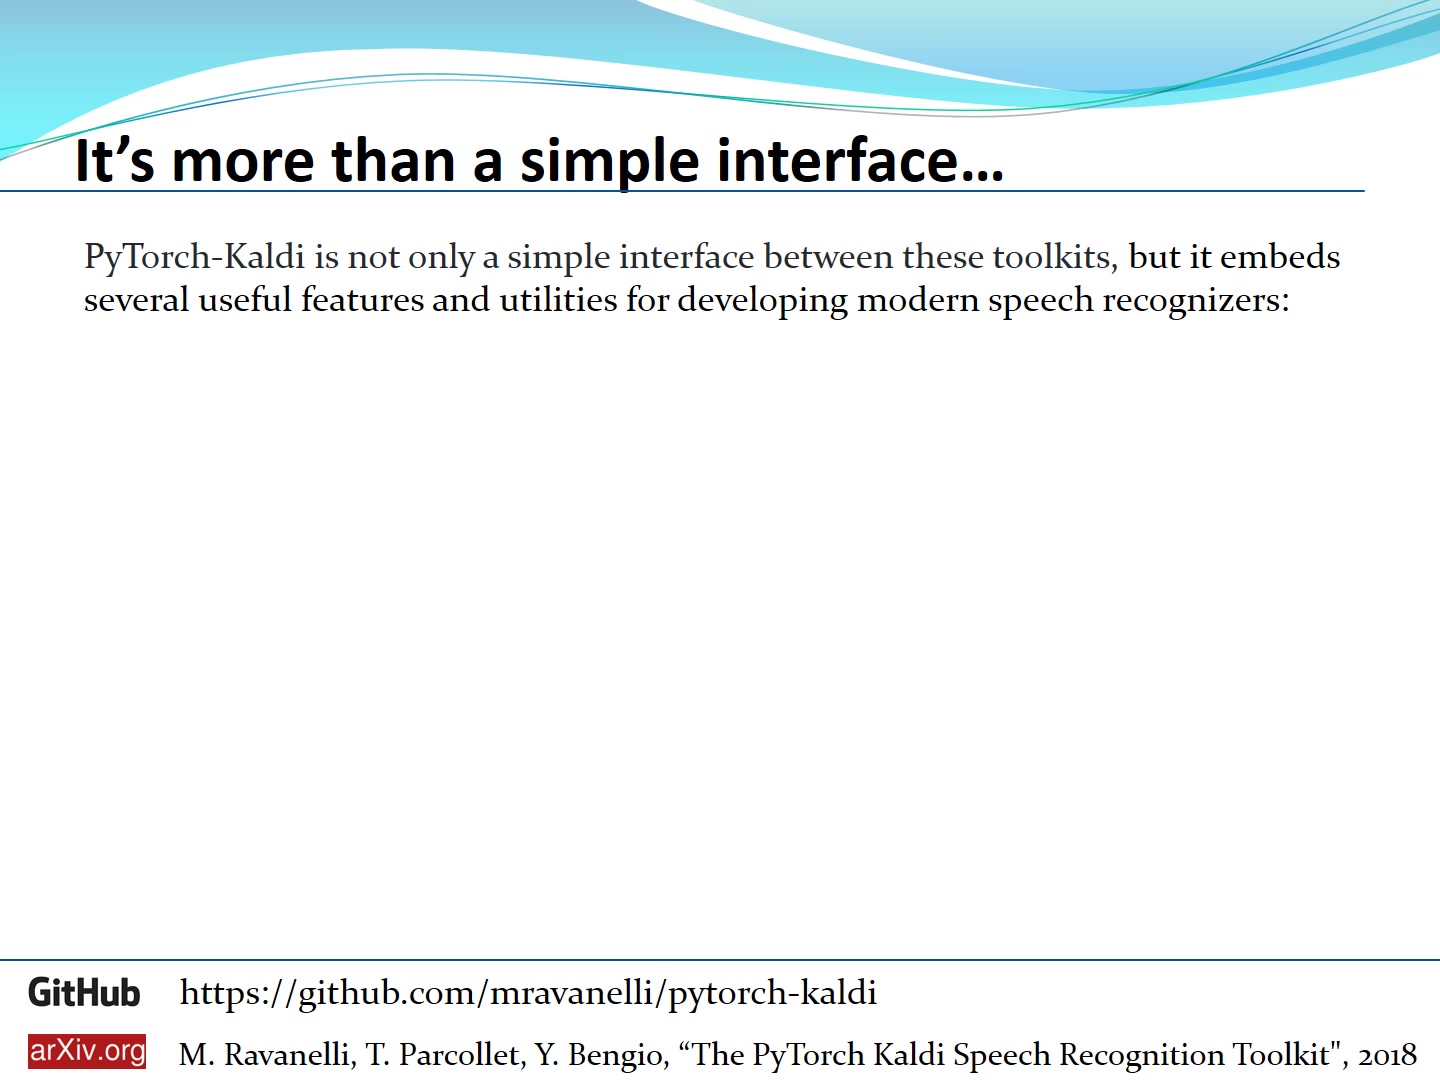 It’s more than a simple interface…
PyTorch-Kaldi is not only a simple interface between these toolkits, but it embeds
several useful features and utilities for developing modern speech recognizers:
GitHub
https://github.com/mravanelli/pytorch-kaldi
arXiv.org
M. Ravanelli, T. Parcollet, Y. Bengio, “The PyTorch Kaldi Speech Recognition Toolkit", 2018